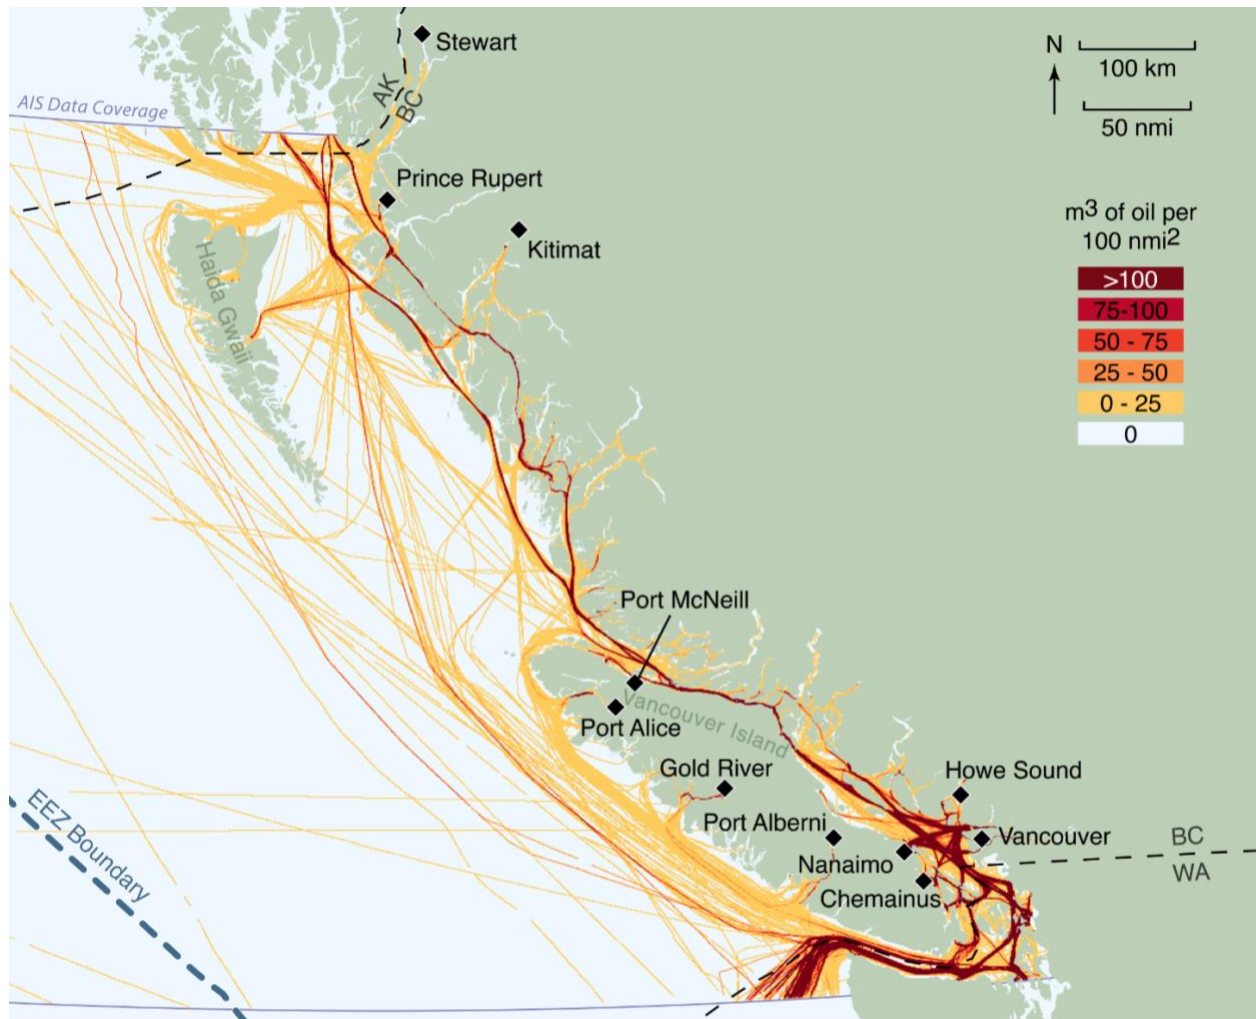 Stewart
N
100 km
50 nmi
AIS Data Coverage
AK
BC
Prince Rupert
Kitimat
m3 of oil per
100 nmi2
>100
75-100
50 - 75
25 - 50
0 - 25
0
Haida Gwaii
Port McNeill
Vancouver Island
Port Alice
Gold River
Howe Sound
Port Alberni
Vancouver
BC
WA
Nanaimo
Chemainus
EEZ Boundary